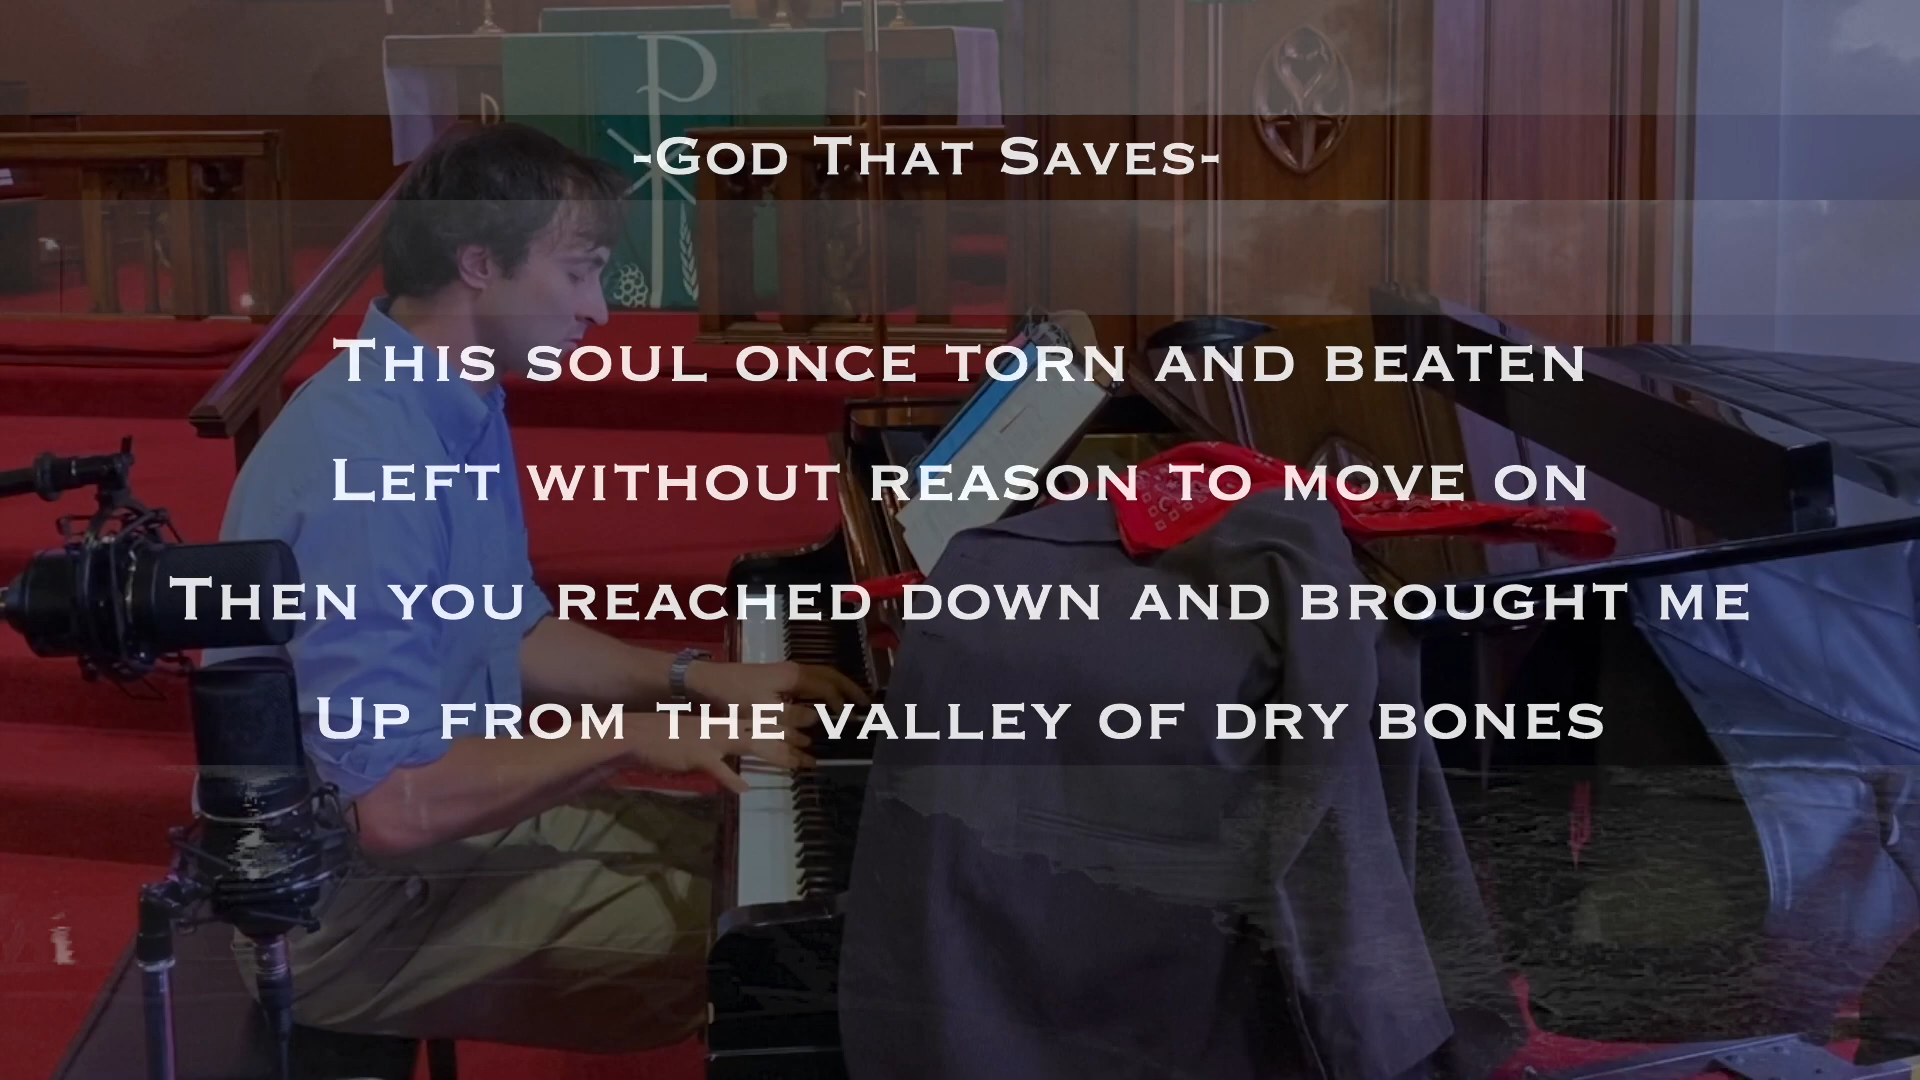 -God That Saves-
This soul once torn and beaten
Left without reason to move on
Then you reached down and brought me
Up from the valley of dry bones